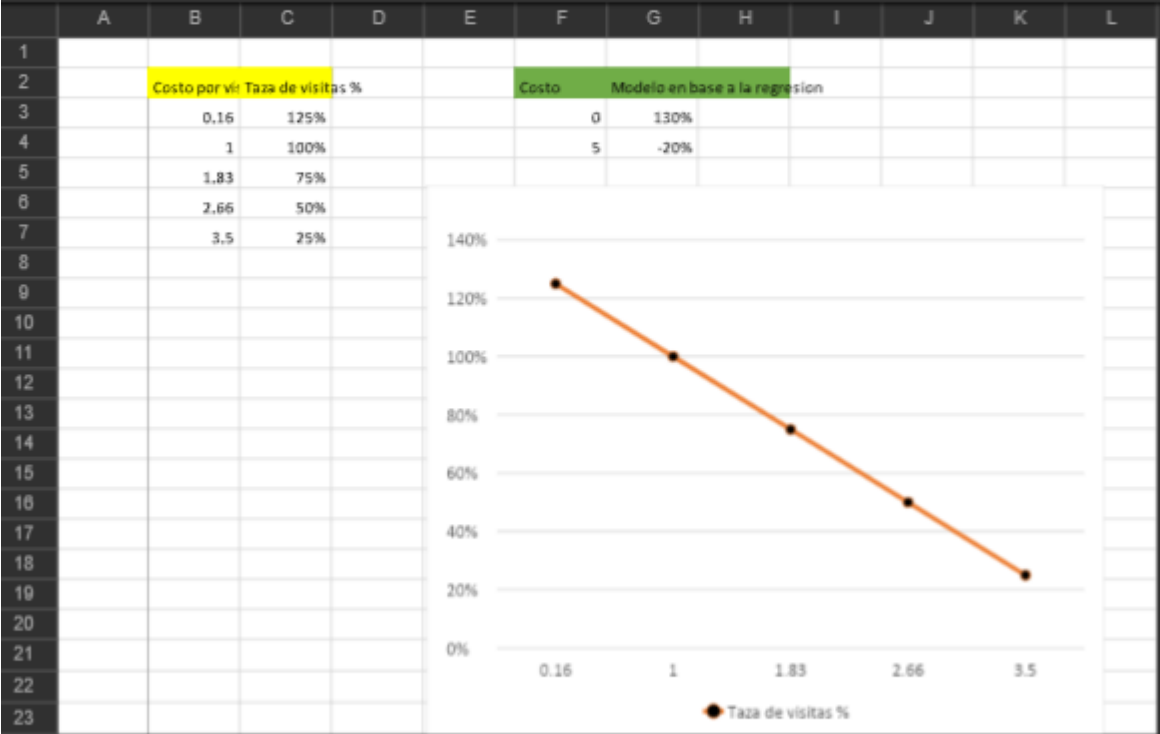 A B C D E F G H I J K L
1
2 Costo por vis Taza de visitas % Costo Modelo en base a la regresion
3 0,16 125% 0 130%
4 1 100% 5 -20%
5 1,83 75%
6 2,66 50%
7 3,5 25%
8
9
10
11
12
13
14
15
16
17
18
19
20
21
22
23
140%
120%
100%
80%
60%
40%
20%
0%
0.16 1 1.83 2.66 3.5
Taza de visitas %